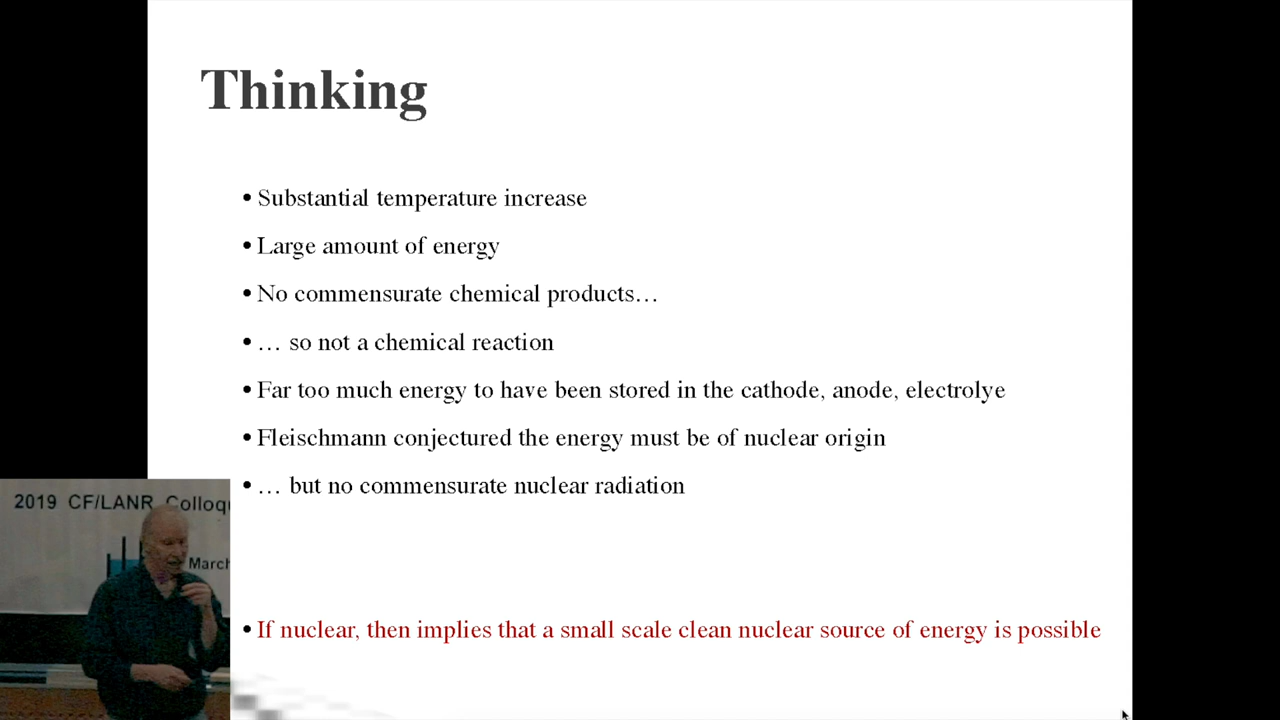 Thinking
• Substantial temperature increase
• Large amount of energy
• No commensurate chemical products…
• … so not a chemical reaction
• Far too much energy to have been stored in the cathode, anode, electrolye
• Fleischmann conjectured the energy must be of nuclear origin
• … but no commensurate nuclear radiation
2019 CF/LANR Colloq
March
• If nuclear, then implies that a small scale clean nuclear source of energy is possible